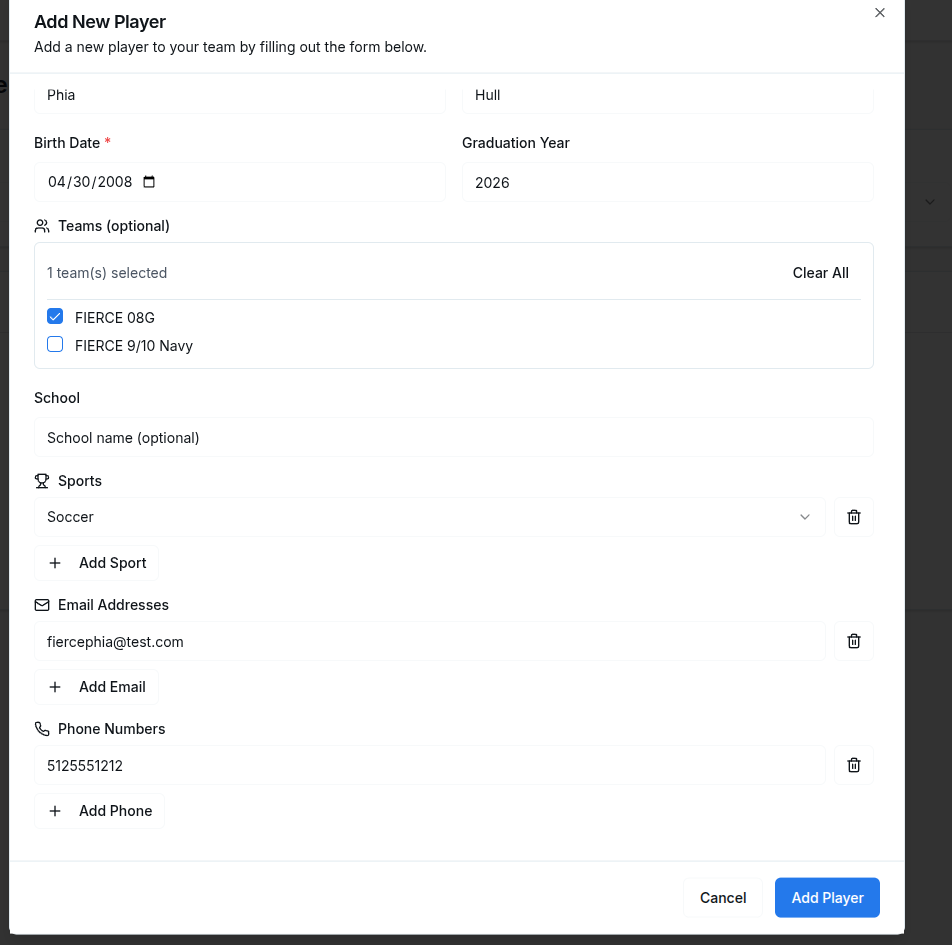 Add New Player
Add a new player to your team by filling out the form below.
Phia
Hull
Birth Date *
Graduation Year
04/30/2008
2026
Teams (optional)
1 team(s) selected
Clear All
FIERCE 08G
FIERCE 9/10 Navy
School
School name (optional)
Sports
Soccer
Add Sport
Email Addresses
fiercephia@test.com
Add Email
Phone Numbers
5125551212
Add Phone
Cancel
Add Player